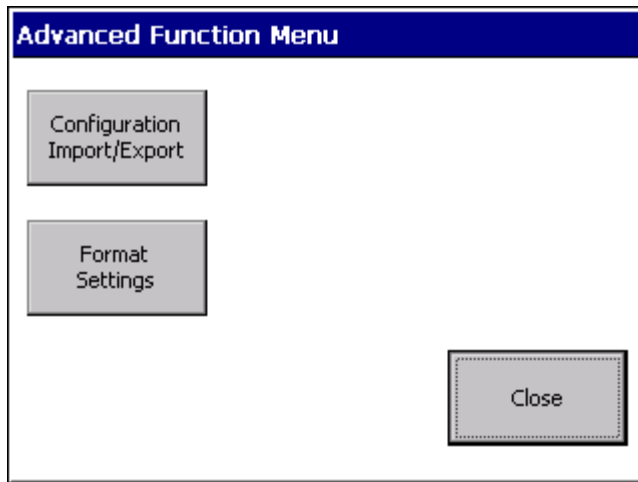 Advanced Function Menu
Configuration
Import/Export
Format
Settings
Close